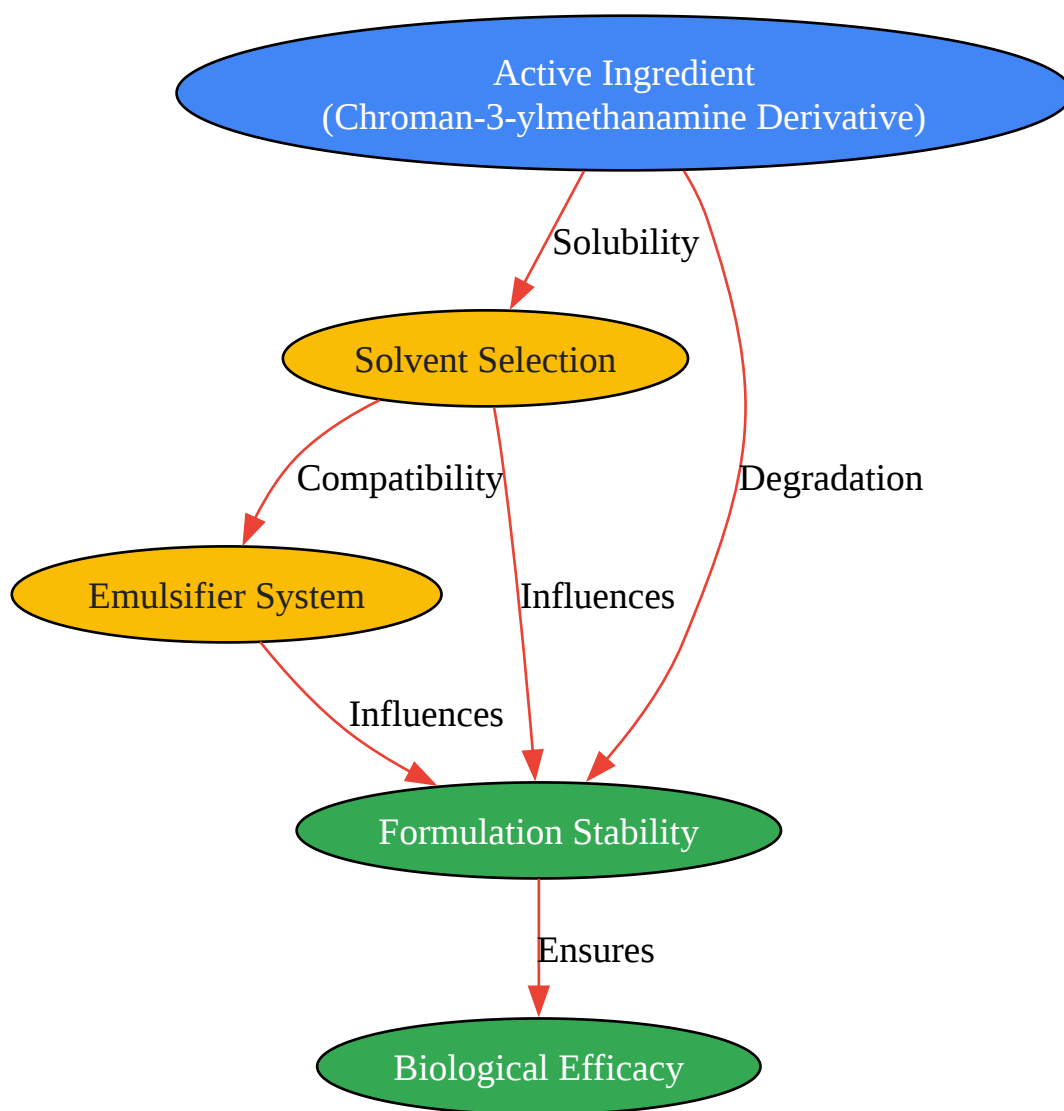 Active Ingredient
(Chroman-3-ylmethanamine Derivative)
Solubility
Solvent Selection
Compatibility
Degradation
Emulsifier System
Influences
Influences
Formulation Stability
Ensures
Biological Efficacy